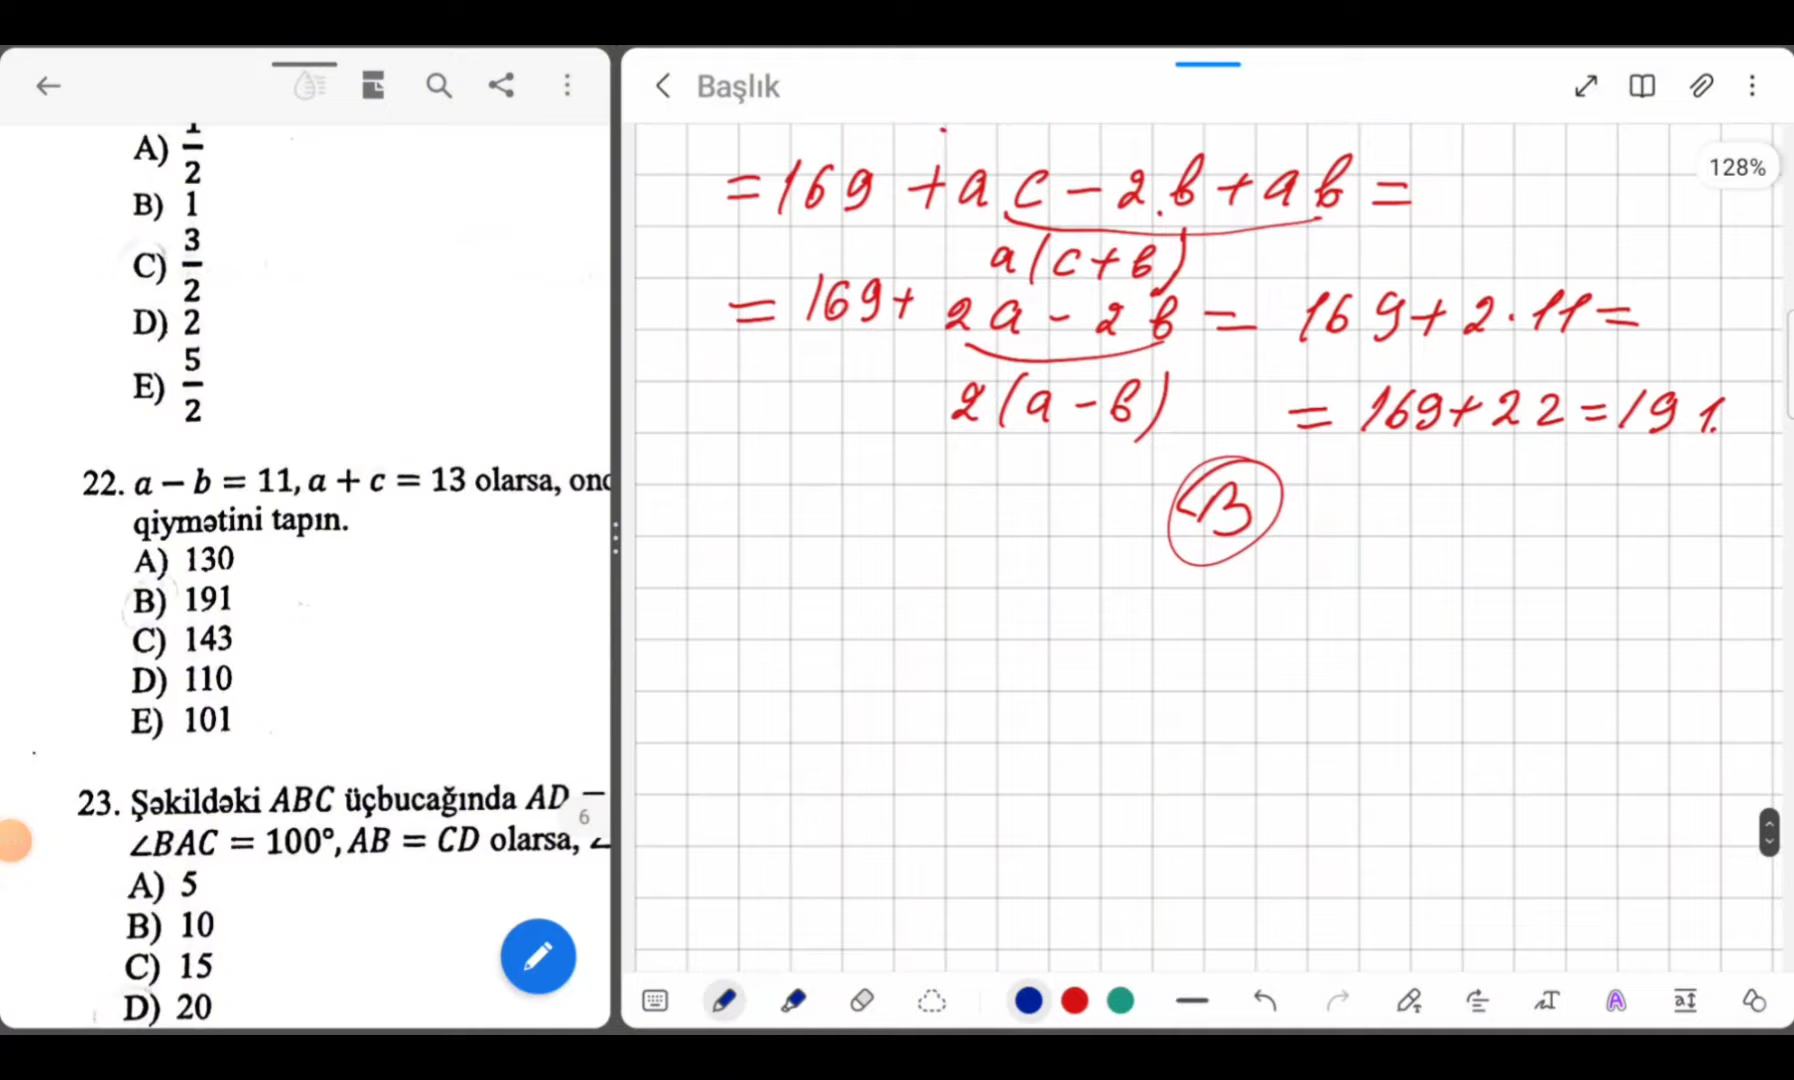 A) 1/2
B) 1
C) 3/2
D) 2
E) 5/2
22. a − b = 11, a + c = 13 olarsa,
qiymətini tapın.
A) 130
B) 191
C) 143
D) 110
E) 101
23. Şəkildəki ABC üçbucağında AD −
∠BAC = 100°, AB = CD olarsa, ∠
A) 5
B) 10
C) 15
D) 20
6
Başlık
128%
= 169 + ac − 2b + ab =
a(c+b)
= 169 + 2a − 2b = 169 + 2·11 =
2(a−b) = 169 + 22 = 191.
B